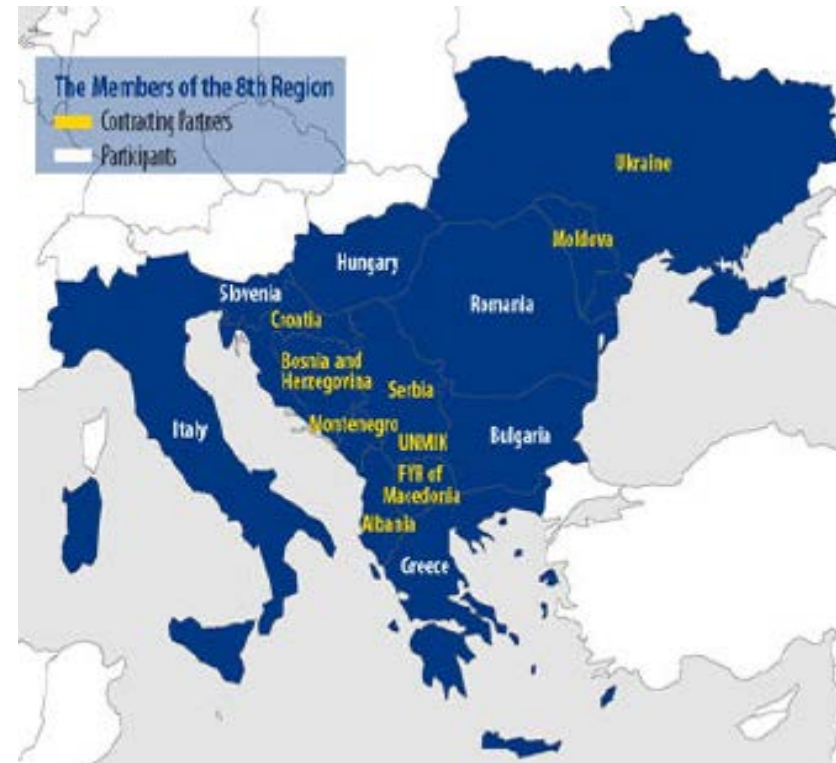 The Members of the 8th Region
Contracting Partners
Participants
Ukraine
Moldova
Hungary
Slovenia
Romania
Croatia
Bosnia and
Herzegovina
Serbia
Montenegro
Italy
UNMIK
Bulgaria
FYR of
Macedonia
Albania
Greece